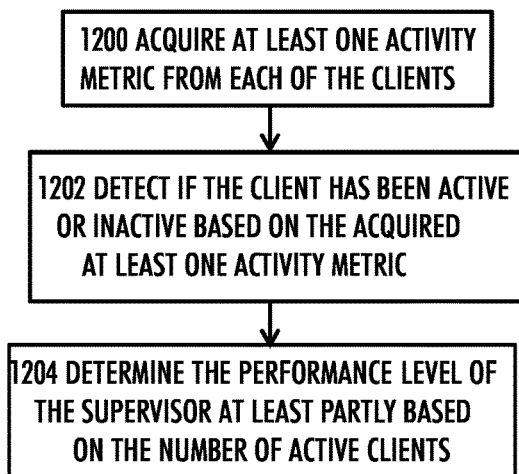 1200 ACQUIRE AT LEAST ONE ACTIVITY
METRIC FROM EACH OF THE CLIENTS
1202 DETECT IF THE CLIENT HAS BEEN ACTIVE
OR INACTIVE BASED ON THE ACQUIRED
AT LEAST ONE ACTIVITY METRIC
1204 DETERMINE THE PERFORMANCE LEVEL OF
THE SUPERVISOR AT LEAST PARTLY BASED
ON THE NUMBER OF ACTIVE CLIENTS